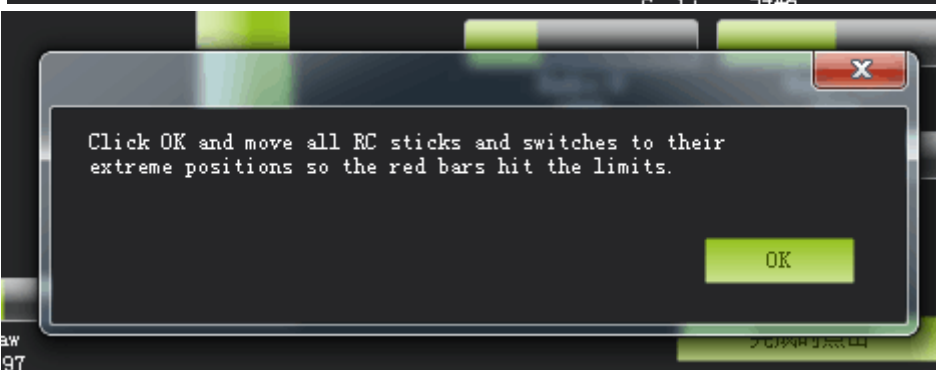 Click OK and move all RC sticks and switches to their
extreme positions so the red bars hit the limits.
OK
97